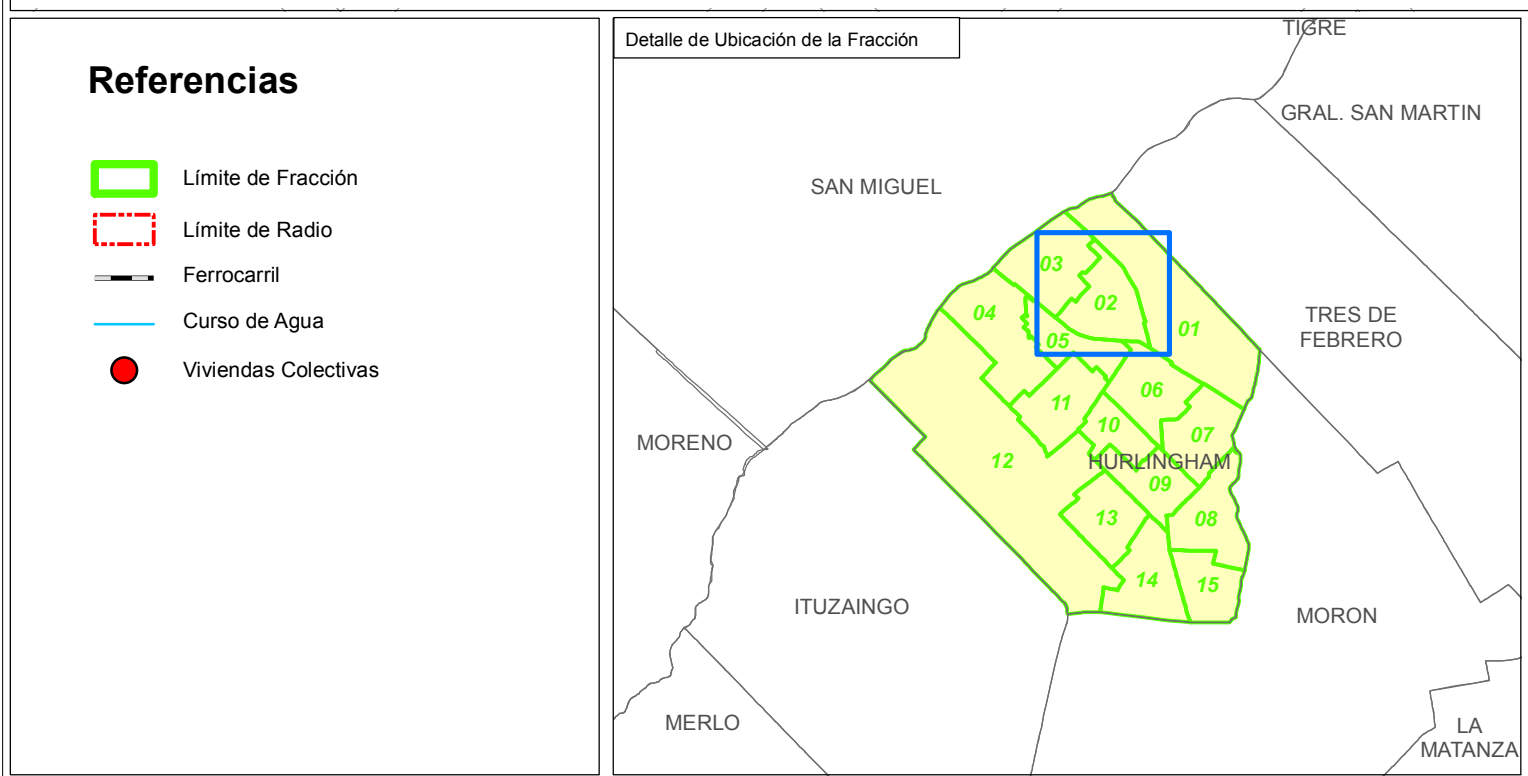 Referencias
Límite de Fracción
Límite de Radio
Ferrocarril
Curso de Agua
Viviendas Colectivas
Detalle de Ubicación de la Fracción
TIGRE
GRAL. SAN MARTIN
SAN MIGUEL
03
02
04
01
TRES DE
FEBRERO
05
06
11
10
07
MORENO
12
HURLINGHAM
09
13
08
14
15
ITUZAINGO
MORON
MERLO
LA
MATANZA